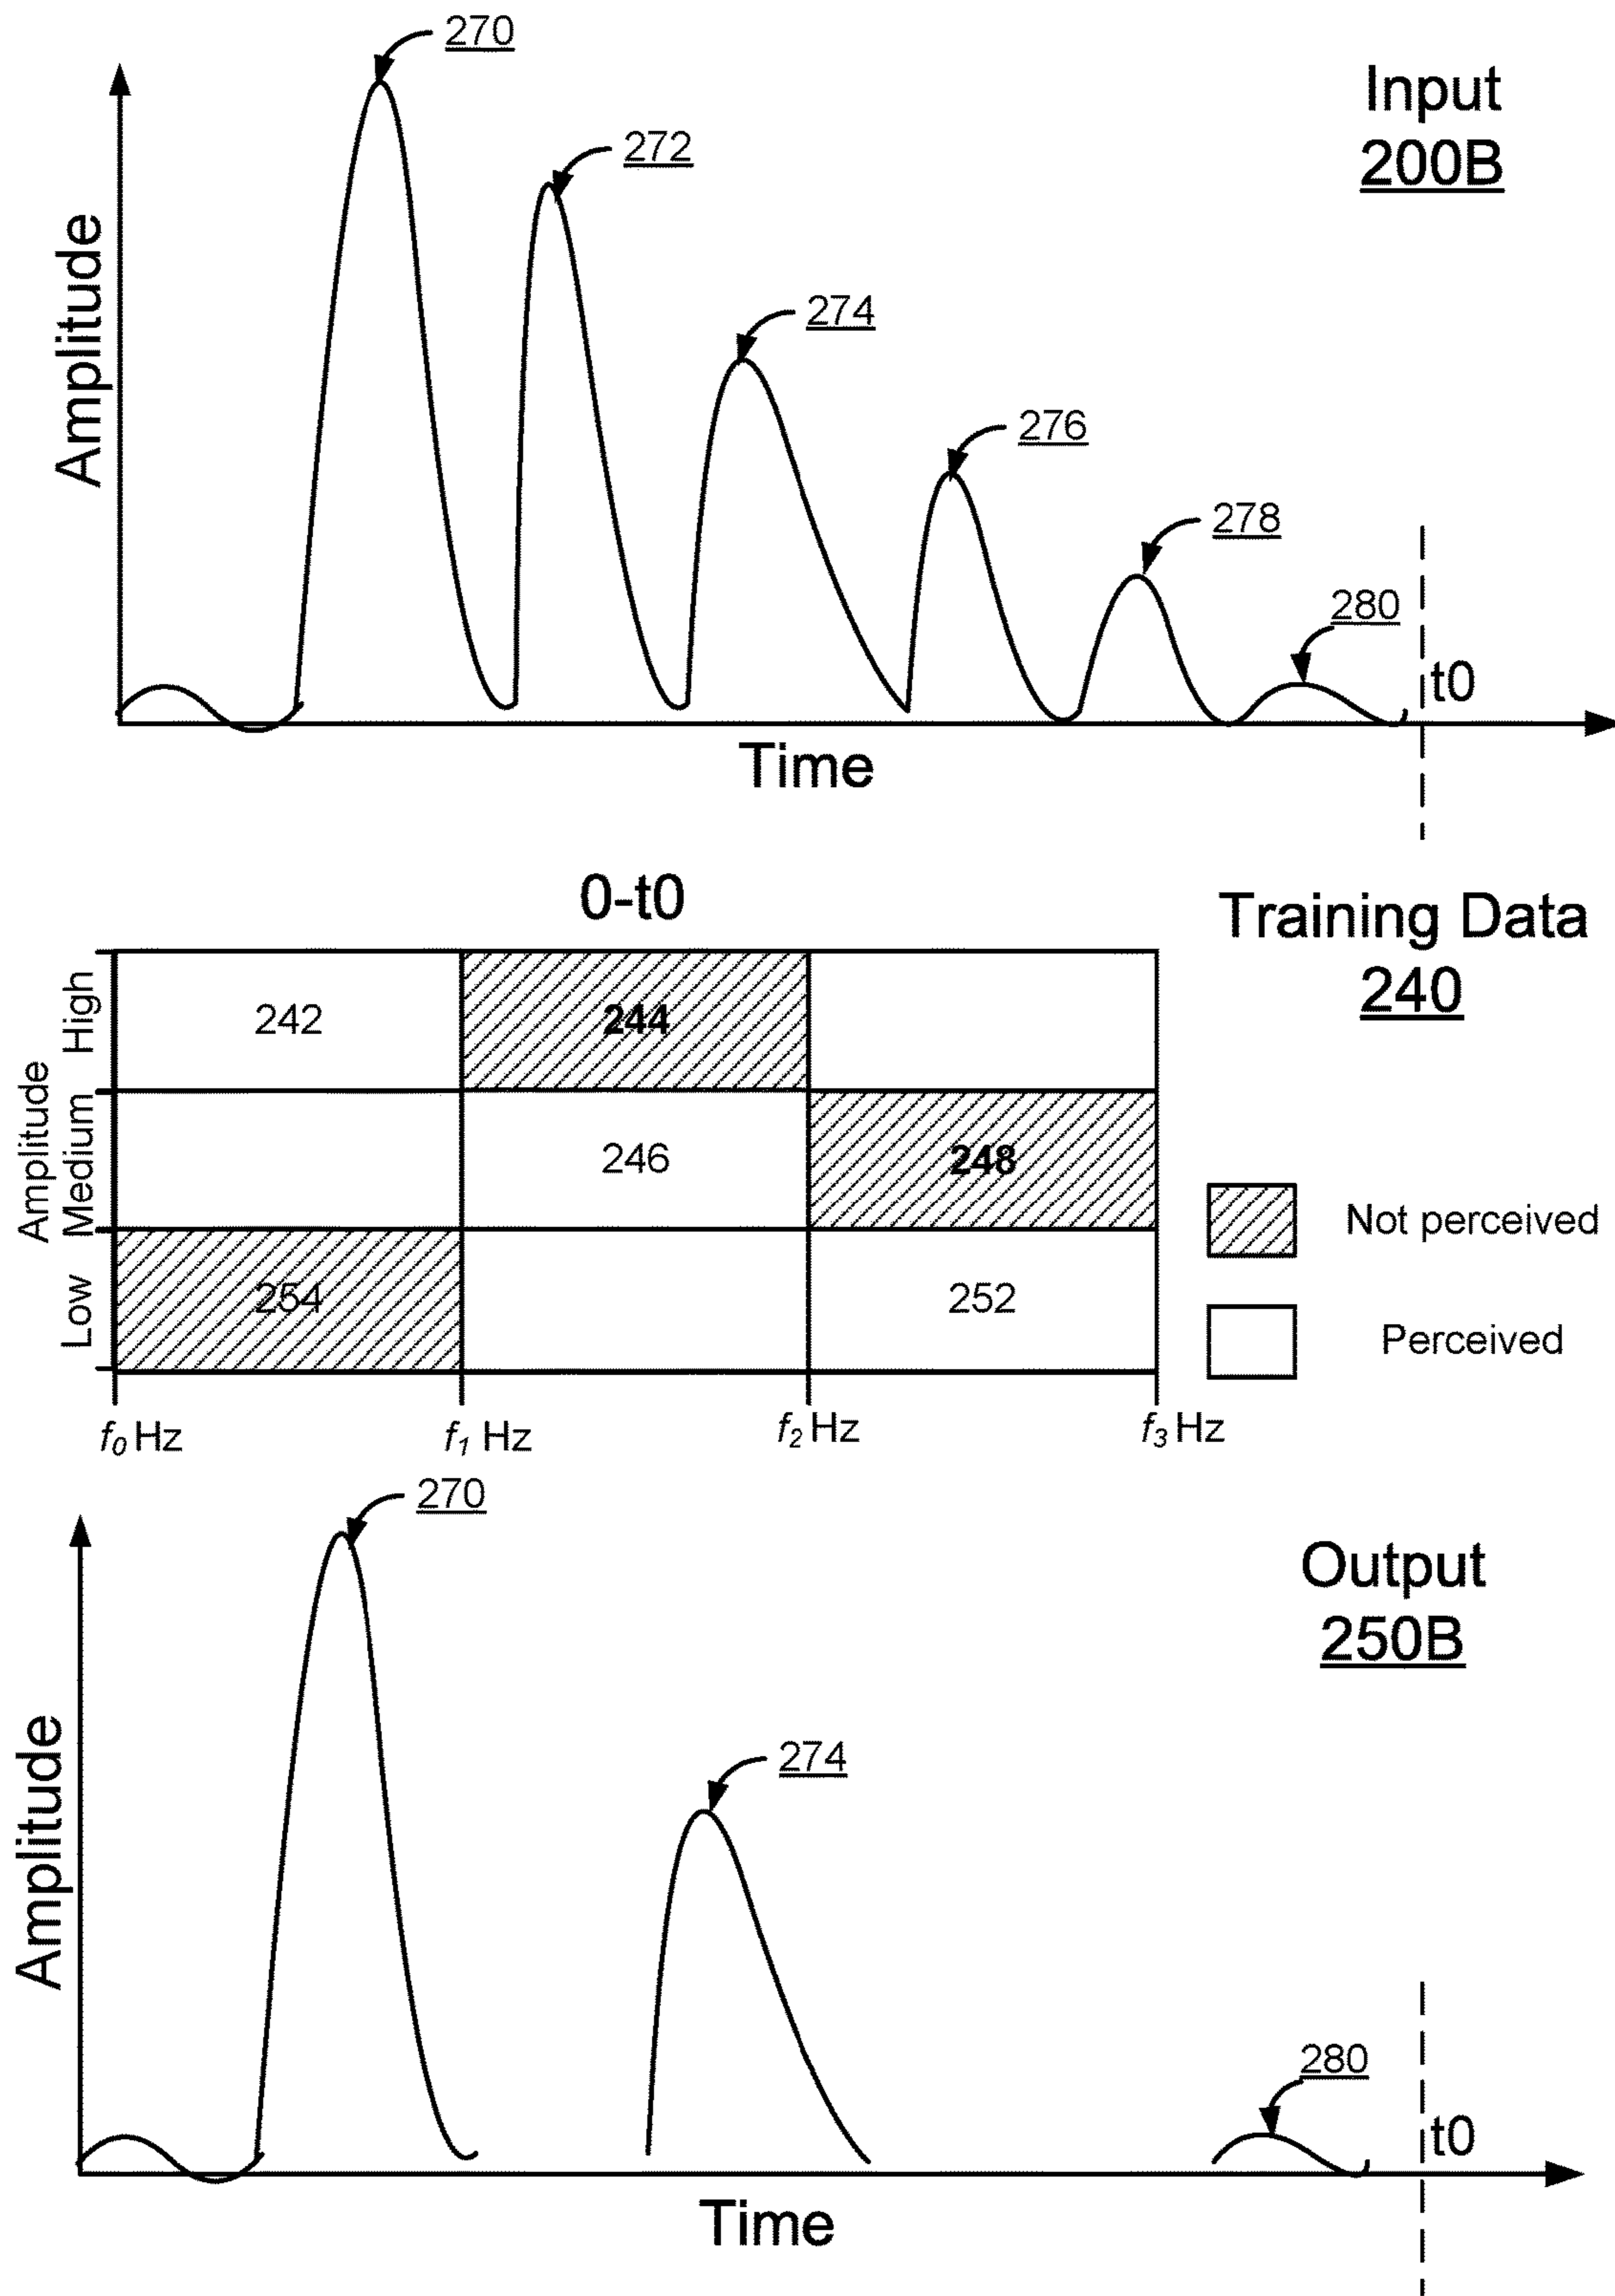 270
Input
200B
272
274
276
278
280
t0
Amplitude
Time
0-t0
Training Data
240
High
242
244
Amplitude
Medium
246
248
Not perceived
Low
254
252
Perceived
f0 Hz
f1 Hz
f2 Hz
f3 Hz
270
Output
250B
274
Amplitude
280
t0
Time